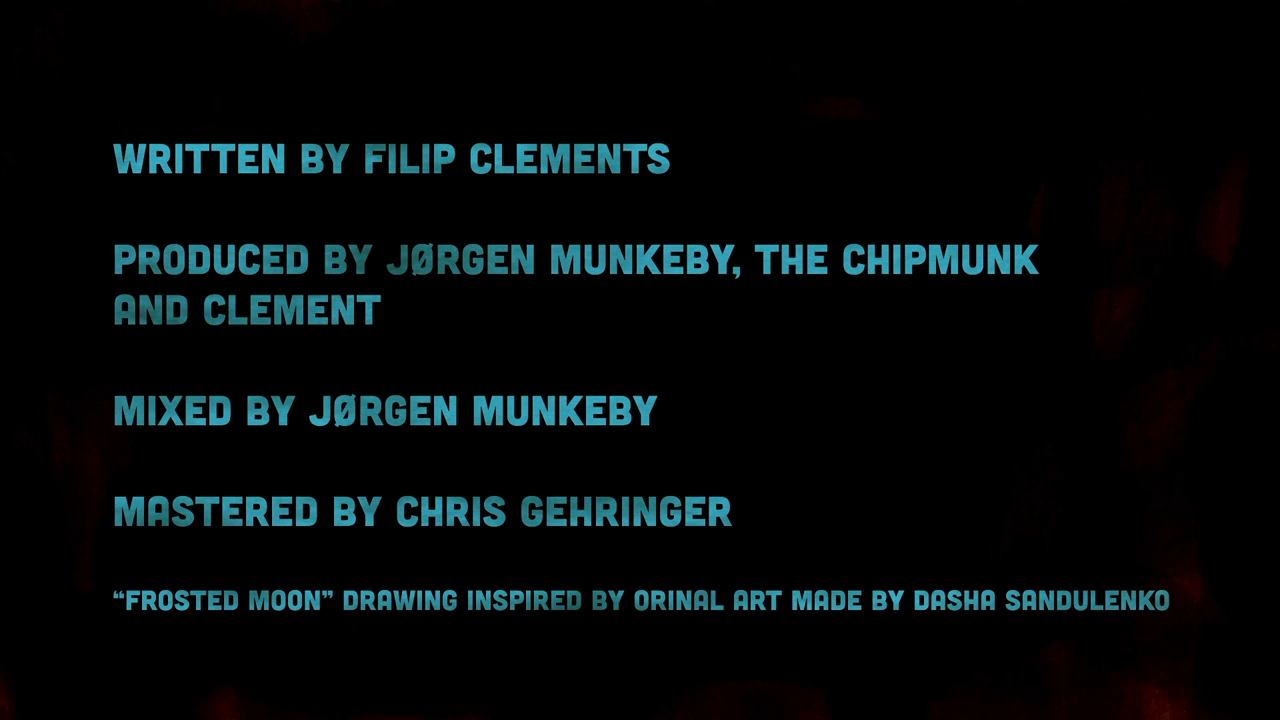 WRITTEN BY FILIP CLEMENTS
PRODUCED BY JØRGEN MUNKEBY, THE CHIPMUNK
AND CLEMENT
MIXED BY JØRGEN MUNKEBY
MASTERED BY CHRIS GEHRINGER
“FROSTED MOON” DRAWING INSPIRED BY ORINAL ART MADE BY DASHA SANDULENKO